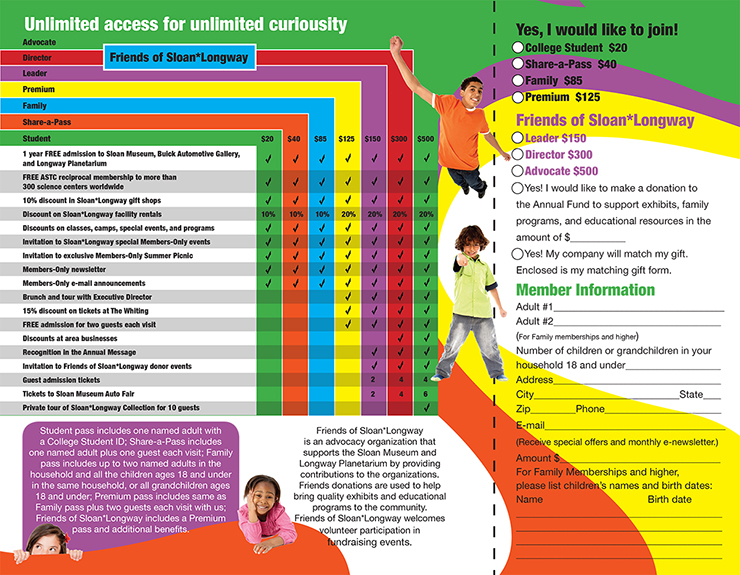 Unlimited access for unlimited curiousity
Advocate
Director
Friends of Sloan*Longway
Leader
Premium
Family
Share-a-Pass
Student $20 $40 $85 $125 $150 $300 $500
1 year FREE admission to Sloan Museum, Buick Automotive Gallery,
and Longway Planetarium ✓ ✓ ✓ ✓ ✓ ✓ ✓
FREE ASTC reciprocal membership to more than
300 science centers worldwide ✓ ✓ ✓ ✓ ✓ ✓ ✓
10% discount in Sloan*Longway gift shops ✓ ✓ ✓ ✓ ✓ ✓ ✓
Discount on Sloan*Longway facility rentals 10% 10% 10% 20% 20% 20% 20%
Discounts on classes, camps, special events, and programs ✓ ✓ ✓ ✓ ✓ ✓ ✓
Invitation to Sloan*Longway special Members-Only events ✓ ✓ ✓ ✓ ✓ ✓ ✓
Invitation to exclusive Members-Only Summer Picnic ✓ ✓ ✓ ✓ ✓ ✓ ✓
Members-Only newsletter ✓ ✓ ✓ ✓ ✓ ✓ ✓
Members-Only e-mail announcements ✓ ✓ ✓ ✓ ✓ ✓ ✓
Brunch and tour with Executive Director ✓ ✓ ✓ ✓
15% discount on tickets at The Whiting ✓ ✓ ✓ ✓
FREE admission for two guests each visit ✓ ✓ ✓ ✓
Discounts at area businesses ✓ ✓
Recognition in the Annual Message ✓ ✓ ✓
Invitation to Friends of Sloan*Longway donor events ✓ ✓ ✓
Guest admission tickets 2 4 4
Tickets to Sloan Museum Auto Fair 2 4 6
Private tour of Sloan*Longway Collection for 10 guests ✓
Student pass includes one named adult with
a College Student ID; Share-a-Pass includes
one named adult plus one guest each visit; Family
pass includes up to two named adults in the
household and all the children ages 18 and under
in the same household, or all grandchildren ages
18 and under; Premium pass includes same as
Family pass plus two guests each visit with us;
Friends of Sloan*Longway includes a Premium
pass and additional benefits.
Friends of Sloan*Longway
is an advocacy organization that
supports the Sloan Museum and
Longway Planetarium by providing
contributions to the organizations.
Friends donations are used to help
bring quality exhibits and educational
programs to the community.
Friends of Sloan*Longway welcomes
volunteer participation in
fundraising events.
Yes, I would like to join!
College Student $20
Share-a-Pass $40
Family $85
Premium $125
Friends of Sloan*Longway
Leader $150
Director $300
Advocate $500
Yes! I would like to make a donation to
the Annual Fund to support exhibits, family
programs, and educational resources in the
amount of $__________
Yes! My company will match my gift.
Enclosed is my matching gift form.
Member Information
Adult #1______________________________
Adult #2______________________________
(For Family memberships and higher)
Number of children or grandchildren in your
household 18 and under_________________
Address______________________________
City__________________________State___
Zip________Phone_____________________
E-mail________________________________
(Receive special offers and monthly e-newsletter.)
Amount $_____________________________
For Family Memberships and higher,
please list children's names and birth dates:
Name Birth date